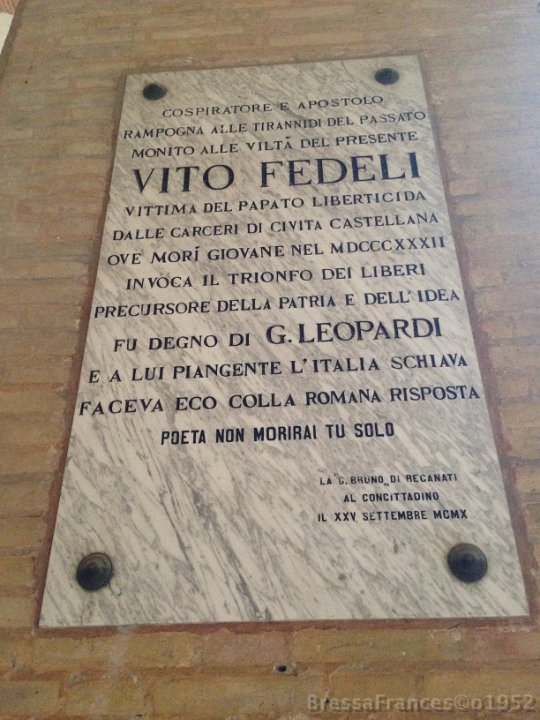 COSPIRATORE E APOSTOLO
RAMPOGNA ALLE TIRANNIDI DEL PASSATO
MONITO ALLE VILTÀ DEL PRESENTE
VITO FEDELI
VITTIMA DEL PAPATO LIBERTICIDA
DALLE CARCERI DI CIVITA CASTELLANA
OVE MORÍ GIOVANE NEL MDCCCXXXII
INVOCA IL TRIONFO DEI LIBERI
PRECURSORE DELLA PATRIA E DELL'IDEA
FU DEGNO DI G. LEOPARDI
E A LUI PIANGENTE L'ITALIA SCHIAVA
FACEVA ECO COLLA ROMANA RISPOSTA
POETA NON MORIRAI TU SOLO
LA "G. BRUNO„ DI RECANATI
AL CONCITTADINO
IL XXV SETTEMBRE MCMX
BressaFrances©o1952